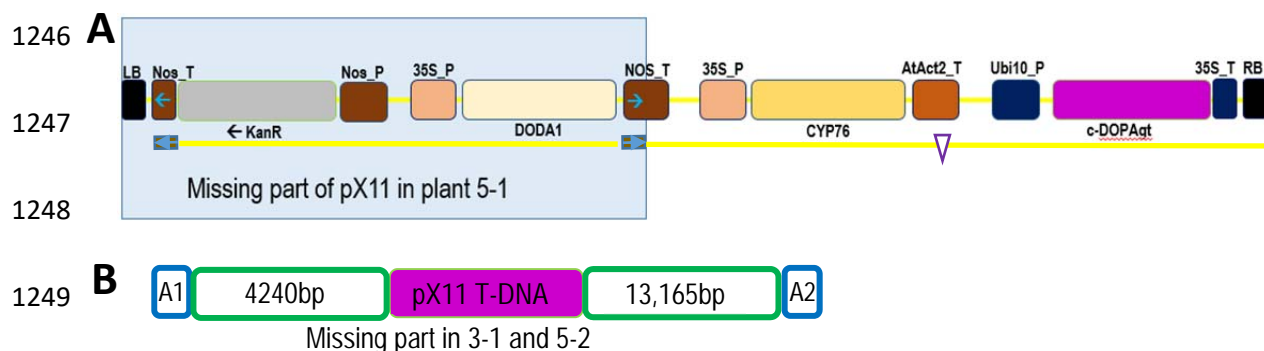 1246 A
LB Nos_T Nos_P 35S_P NOS_T 35S_P AtAct2_T Ubi10_P 35S_T RB
1247 ←KanR DODA1 CYP76 c-DOPAgt
Missing part of pX11 in plant 5-1
1248
1249 B A1 4240bp pX11 T-DNA 13,165bp A2
Missing part in 3-1 and 5-2